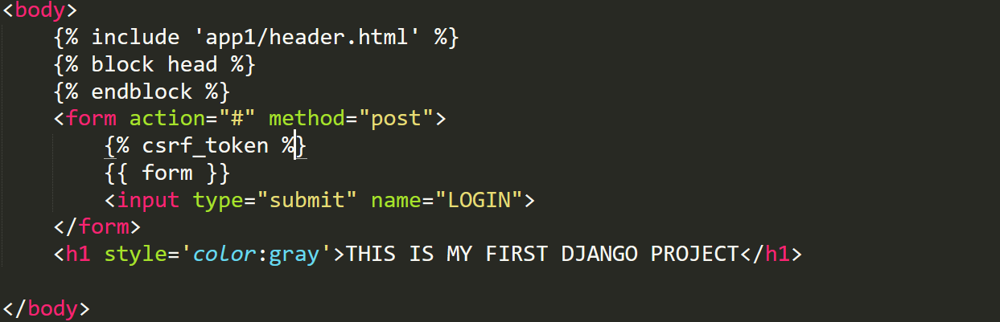 <body>
{% include 'app1/header.html' %}
{% block head %}
{% endblock %}
<form action="#" method="post">
{% csrf_token %}
{{ form }}
<input type="submit" name="LOGIN">
</form>
<h1 style='color:gray'>THIS IS MY FIRST DJANGO PROJECT</h1>
</body>